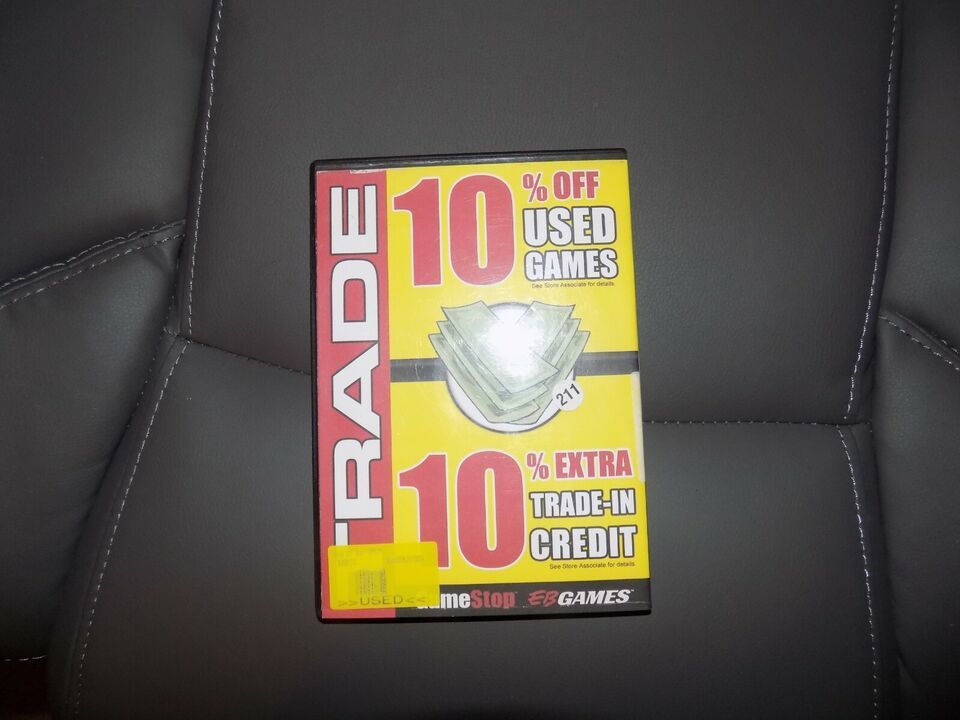 TRADE
10 % OFF
USED
GAMES
See Store Associate for details.
211
10 % EXTRA
TRADE-IN
CREDIT
See Store Associate for details.
>>USED<<
GameStop EB GAMES